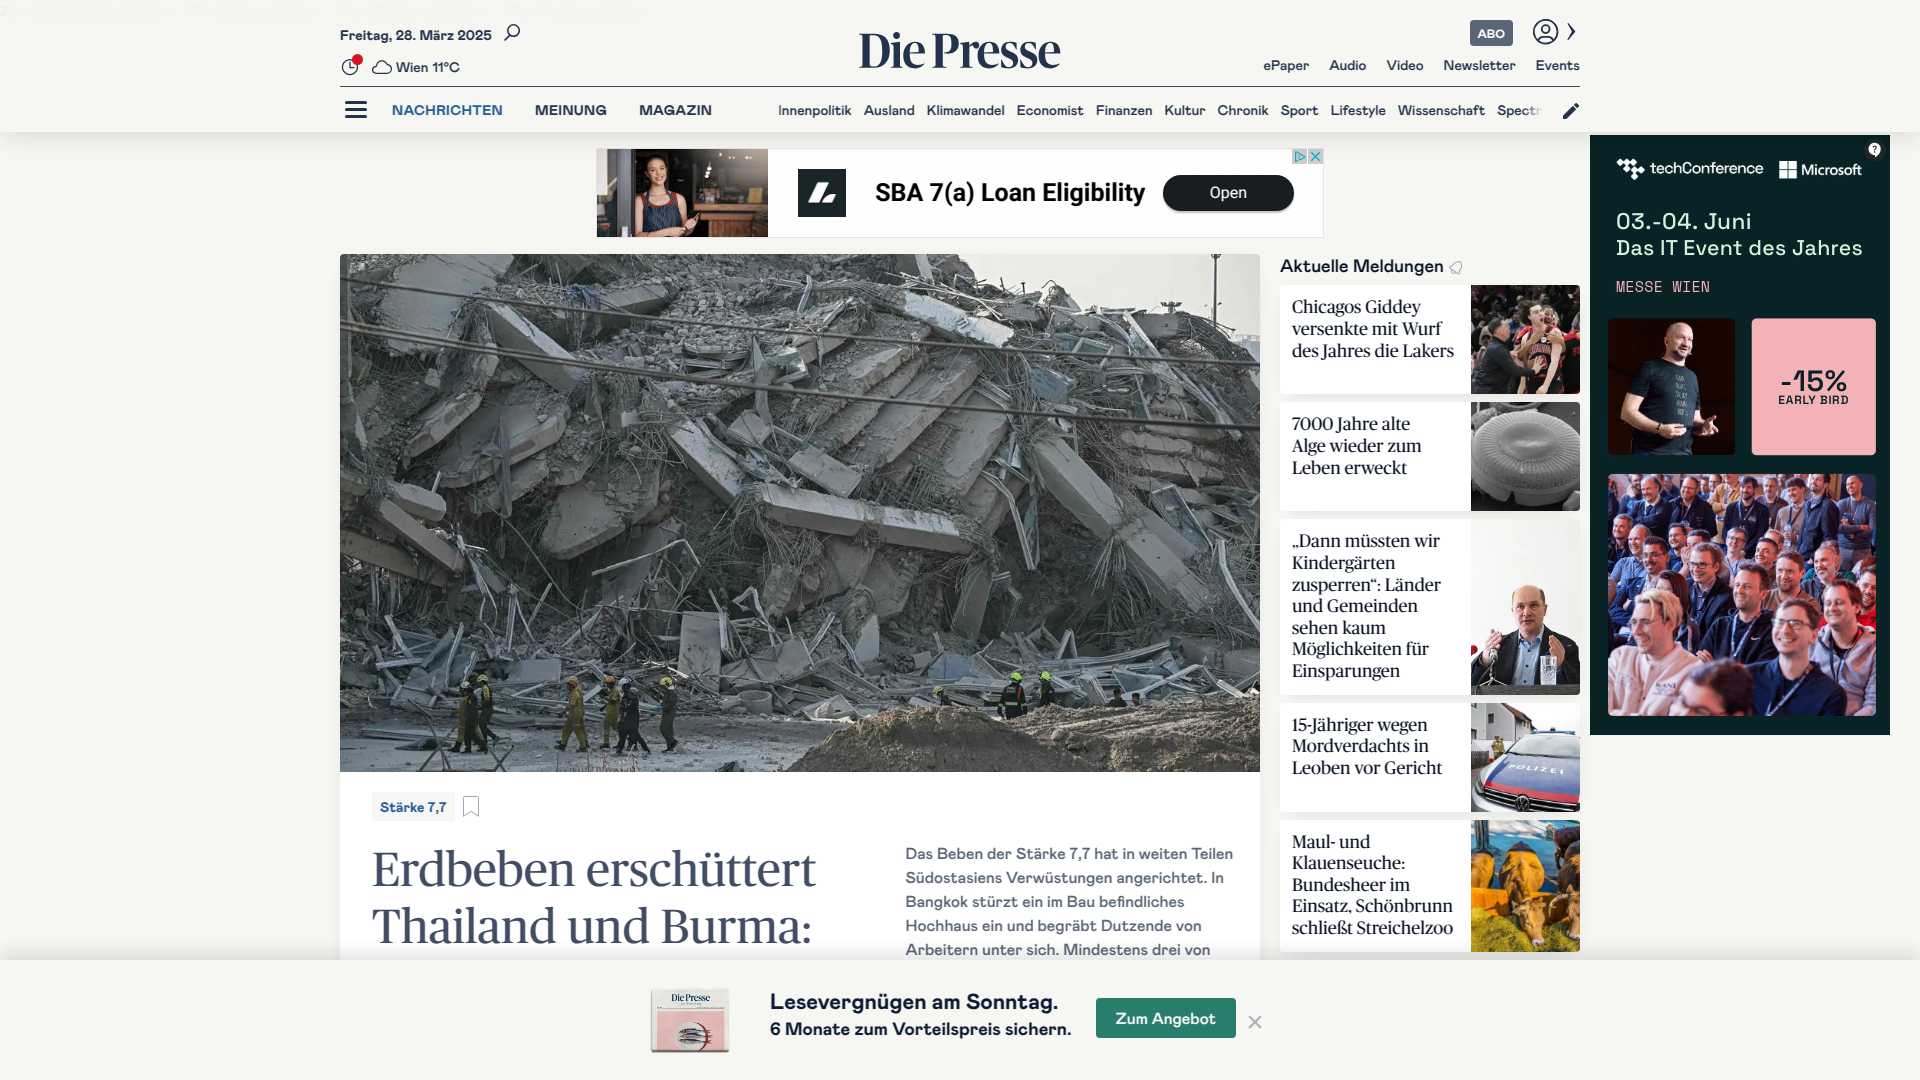 Freitag, 28. März 2025
Wien 11°C
Die Presse
ABO
ePaper Audio Video Newsletter Events
NACHRICHTEN MEINUNG MAGAZIN
Innenpolitik Ausland Klimawandel Economist Finanzen Kultur Chronik Sport Lifestyle Wissenschaft Spectr
SBA 7(a) Loan Eligibility
Open
techConference Microsoft
03.-04. Juni
Das IT Event des Jahres
MESSE WIEN
-15%
EARLY BIRD
Aktuelle Meldungen
Chicagos Giddey
versenkte mit Wurf
des Jahres die Lakers
7000 Jahre alte
Alge wieder zum
Leben erweckt
„Dann müssten wir
Kindergärten
zusperren“: Länder
und Gemeinden
sehen kaum
Möglichkeiten für
Einsparungen
15-Jähriger wegen
Mordverdachts in
Leoben vor Gericht
POLIZEI
Maul- und
Klauenseuche:
Bundesheer im
Einsatz, Schönbrunn
schließt Streichelzoo
Stärke 7,7
Erdbeben erschüttert
Thailand und Burma:
Das Beben der Stärke 7,7 hat in weiten Teilen
Südostasiens Verwüstungen angerichtet. In
Bangkok stürzt ein im Bau befindliches
Hochhaus ein und begräbt Dutzende von
Arbeitern unter sich. Mindestens drei von
Die Presse
Lesevergnügen am Sonntag.
6 Monate zum Vorteilspreis sichern.
Zum Angebot